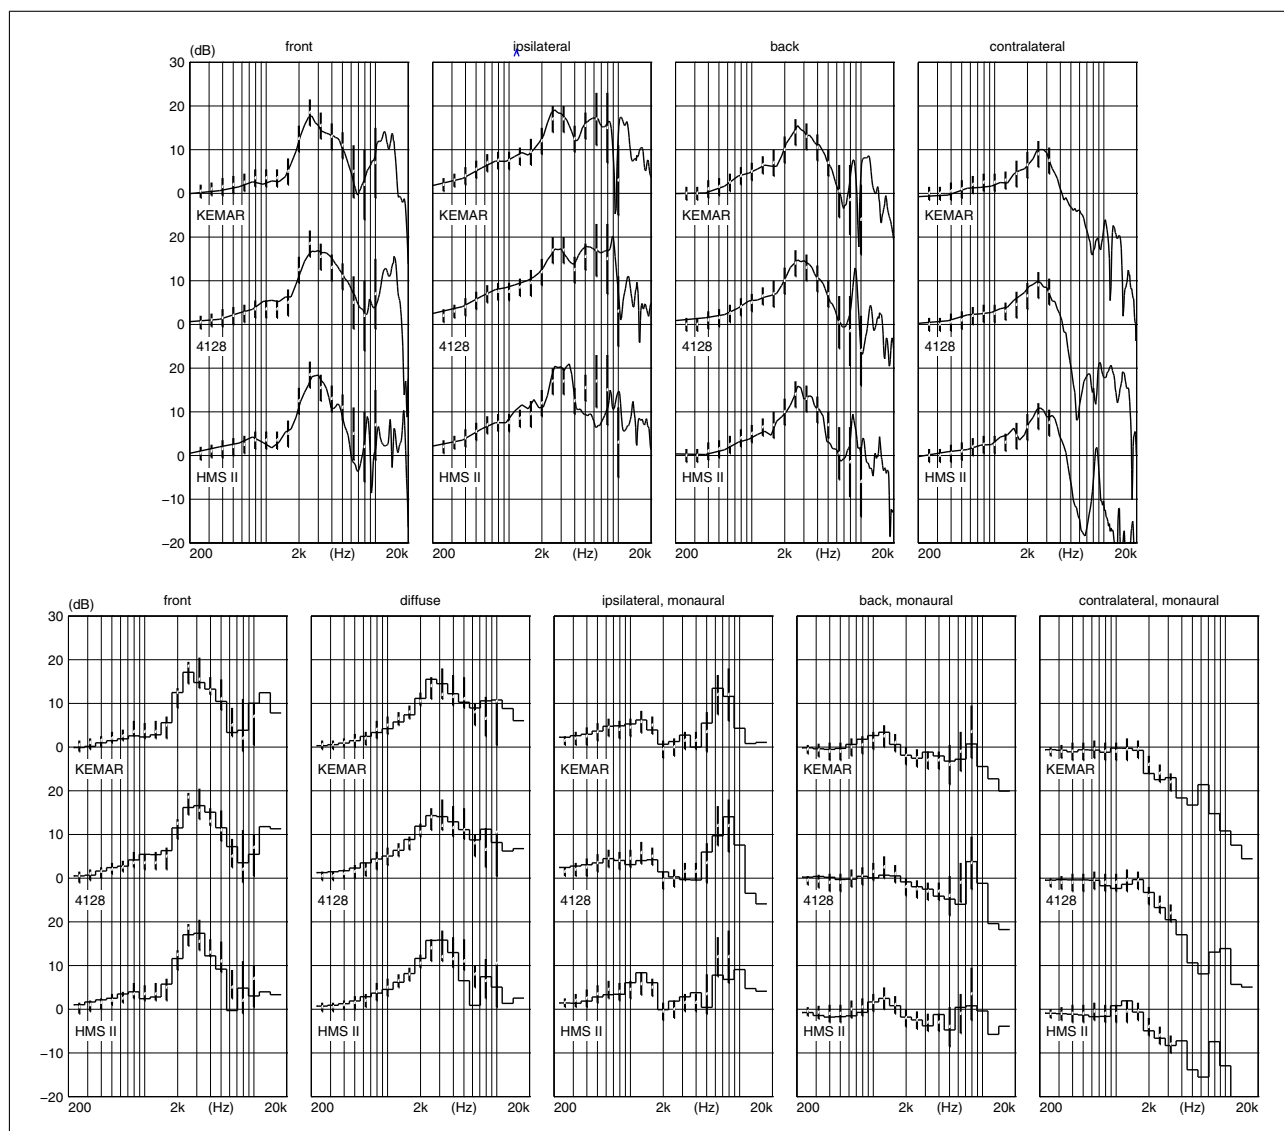 front ipsilateral back contralateral
(dB)
30
20
10
0
KEMAR KEMAR KEMAR KEMAR
20
10
0
4128 4128 4128 4128
20
10
0
HMS II HMS II HMS II HMS II
−10
−20
200 2k (Hz) 20k 200 2k (Hz) 20k 200 2k (Hz) 20k 200 2k (Hz) 20k
front diffuse ipsilateral, monaural back, monaural contralateral, monaural
(dB)
30
20
10
0
KEMAR KEMAR KEMAR KEMAR KEMAR
20
10
0
4128 4128 4128 4128 4128
20
10
0
HMS II HMS II HMS II HMS II HMS II
−10
−20
200 2k (Hz) 20k 200 2k (Hz) 20k 200 2k (Hz) 20k 200 2k (Hz) 20k 200 2k (Hz) 20k